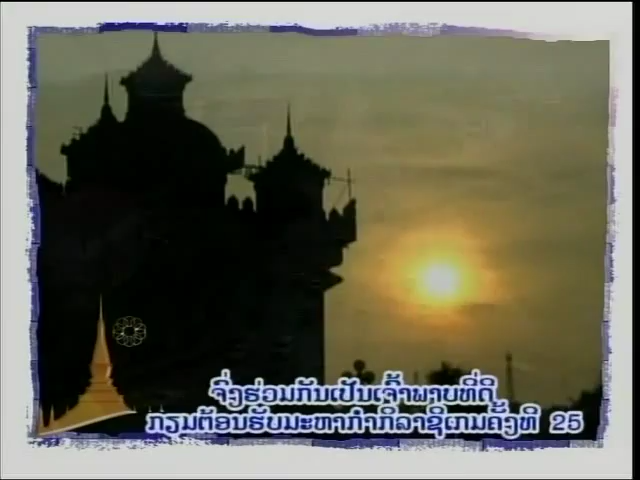 ຈົ່ງຮ່ວມກັນເປັນເຈົ້າພາບທີ່ດີ
ກຽມຕ້ອນຮັບມະຫາກຳກິລາຊີເກມຄັ້ງທີ 25